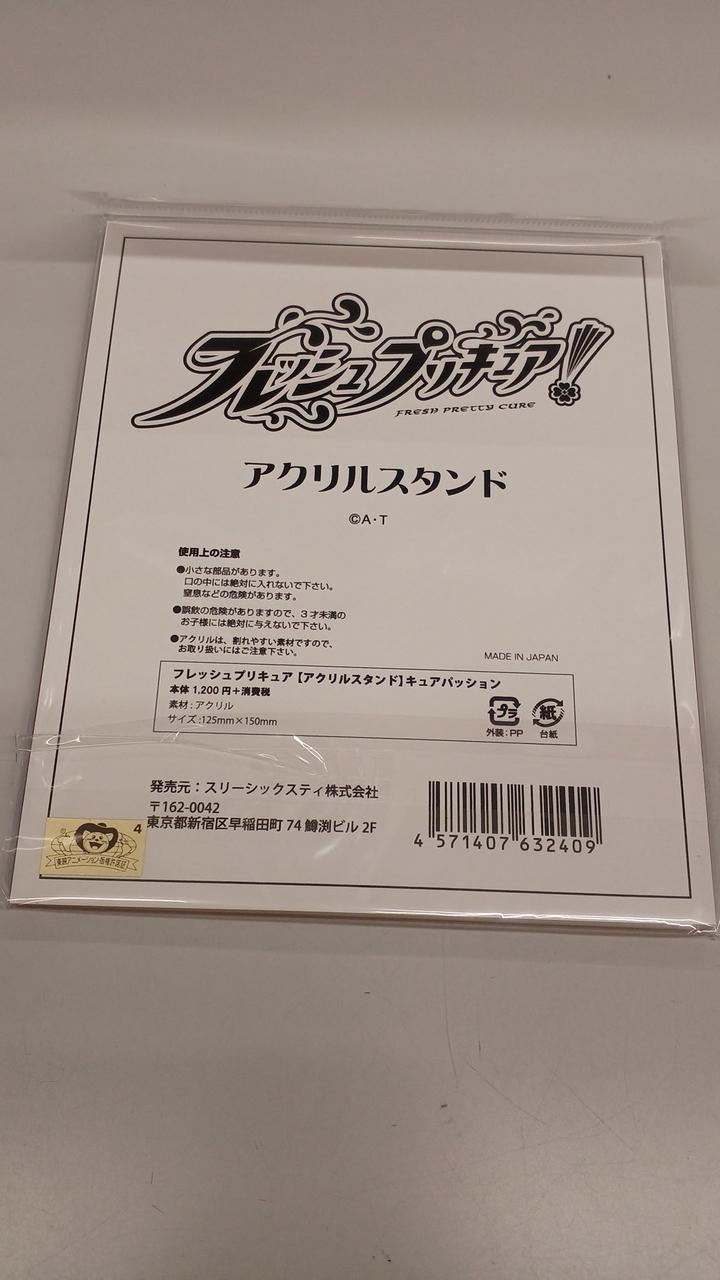 フレッシュプリキュア!
FRESH PRETTY CURE
アクリルスタンド
©A・T
使用上の注意
●小さな部品があります。
口の中には絶対に入れないで下さい。
窒息などの危険があります。
●誤飲の危険がありますので、3才未満の
お子様には絶対に与えないで下さい。
●アクリルは、割れやすい素材ですので、
お取り扱いにはご注意下さい。
MADE IN JAPAN
フレッシュプリキュア【アクリルスタンド】キュアパッション
本体 1,200 円+消費税
素材:アクリル
サイズ:125mm×150mm
プラ
外装:PP
紙
台紙
発売元:スリーシックスティ株式会社
〒162-0042
東京都新宿区早稲田町 74 鱒渕ビル 2F
4 571407 632409
4
東映アニメーション版権許諾証